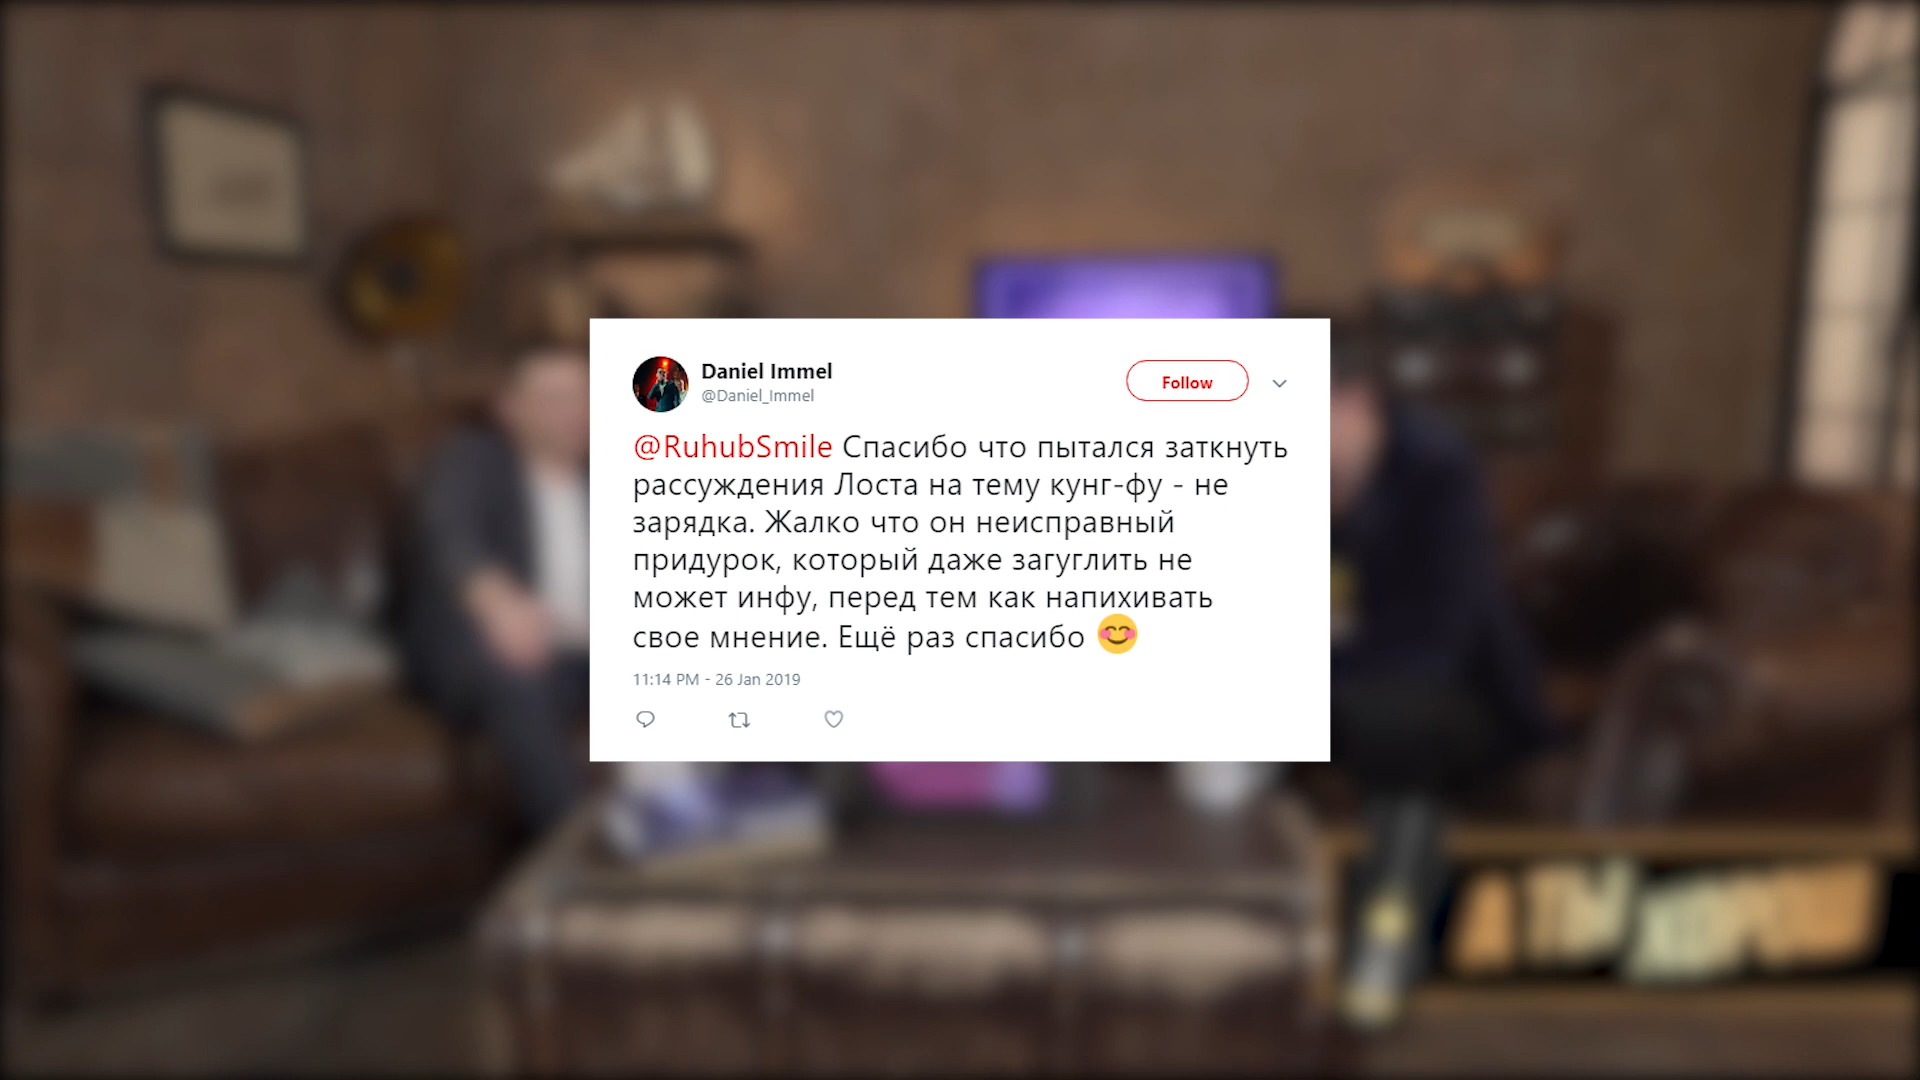 Daniel Immel
@Daniel_Immel
Follow
@RuhubSmile Спасибо что пытался заткнуть
рассуждения Лоста на тему кунг-фу - не
зарядка. Жалко что он неисправный
придурок, который даже загуглить не
может инфу, перед тем как напихивать
свое мнение. Ещё раз спасибо 😊
11:14 PM - 26 Jan 2019
А ТЫ ХОРОШ